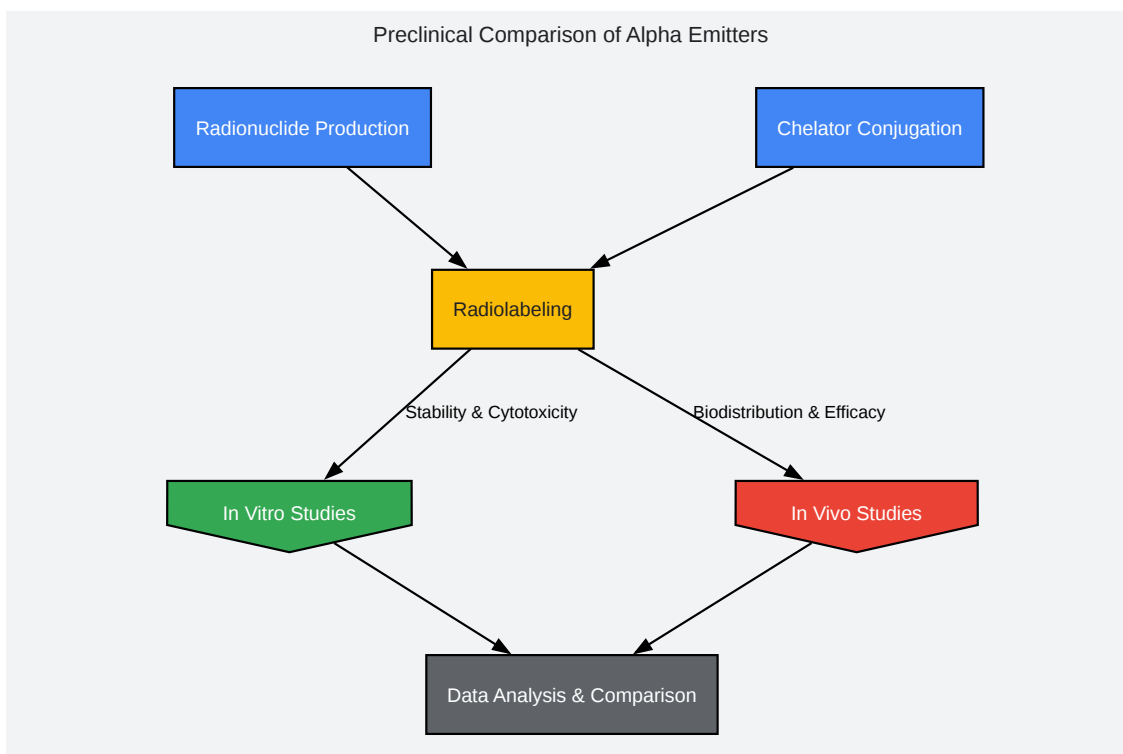 Preclinical Comparison of Alpha Emitters
Radionuclide Production
Chelator Conjugation
Radiolabeling
Stability & Cytotoxicity
Biodistribution & Efficacy
In Vitro Studies
In Vivo Studies
Data Analysis & Comparison